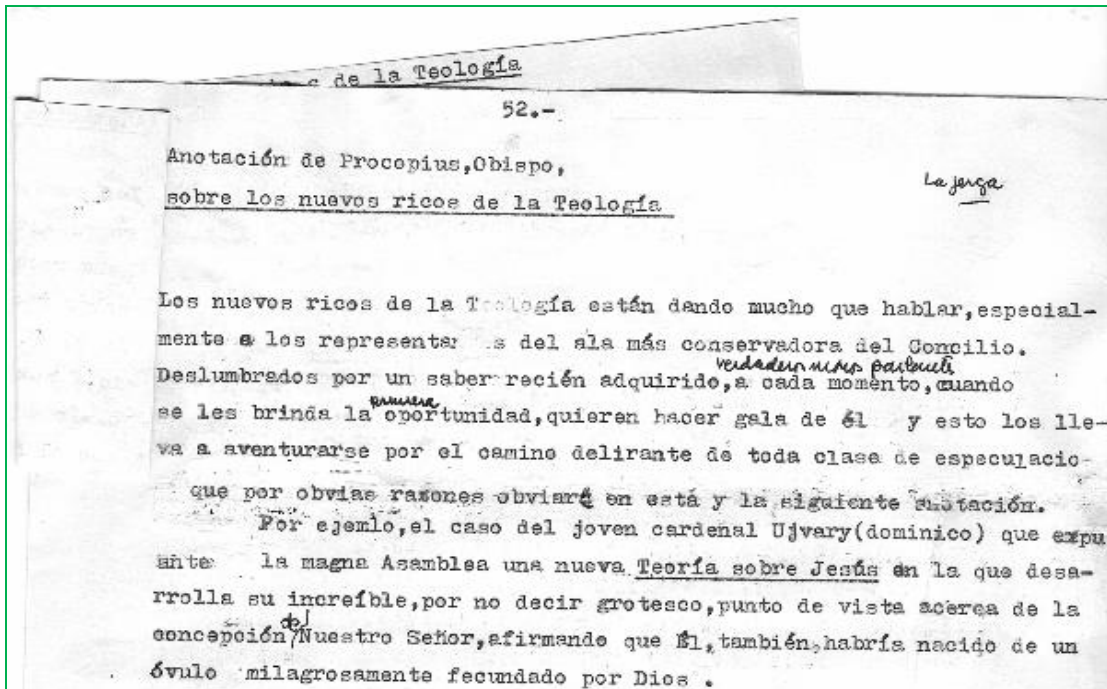 de la Teología
52.-
Anotación de Procopius,Obispo,
La jerga
sobre los nuevos ricos de la Teología
Los nuevos ricos de la Teología están dando mucho que hablar,especial-
mente a los representa s del ala más conservadora del Concilio.
verdaderos
Deslumbrados por un saber recién adquirido,a cada momento,cuando
primera
se les brinda la oportunidad,quieren hacer gala de él y esto los lle-
va a aventurarse por el camino delirante de toda clase de especulacio
que por obvias razones obviaré en está y la siguiente anotación.
Por ejemlo,el caso del joven cardenal Ujvary(dominico) que expu
ante la magna Asamblea una nueva Teoría sobre Jesús en la que desa-
rrolla su increíble,por no decir grotesco,punto de vista acerca de la
de
concepción/Nuestro Señor,afirmando que Él,también,habría nacido de un
óvulo milagrosamente fecundado por Dios .